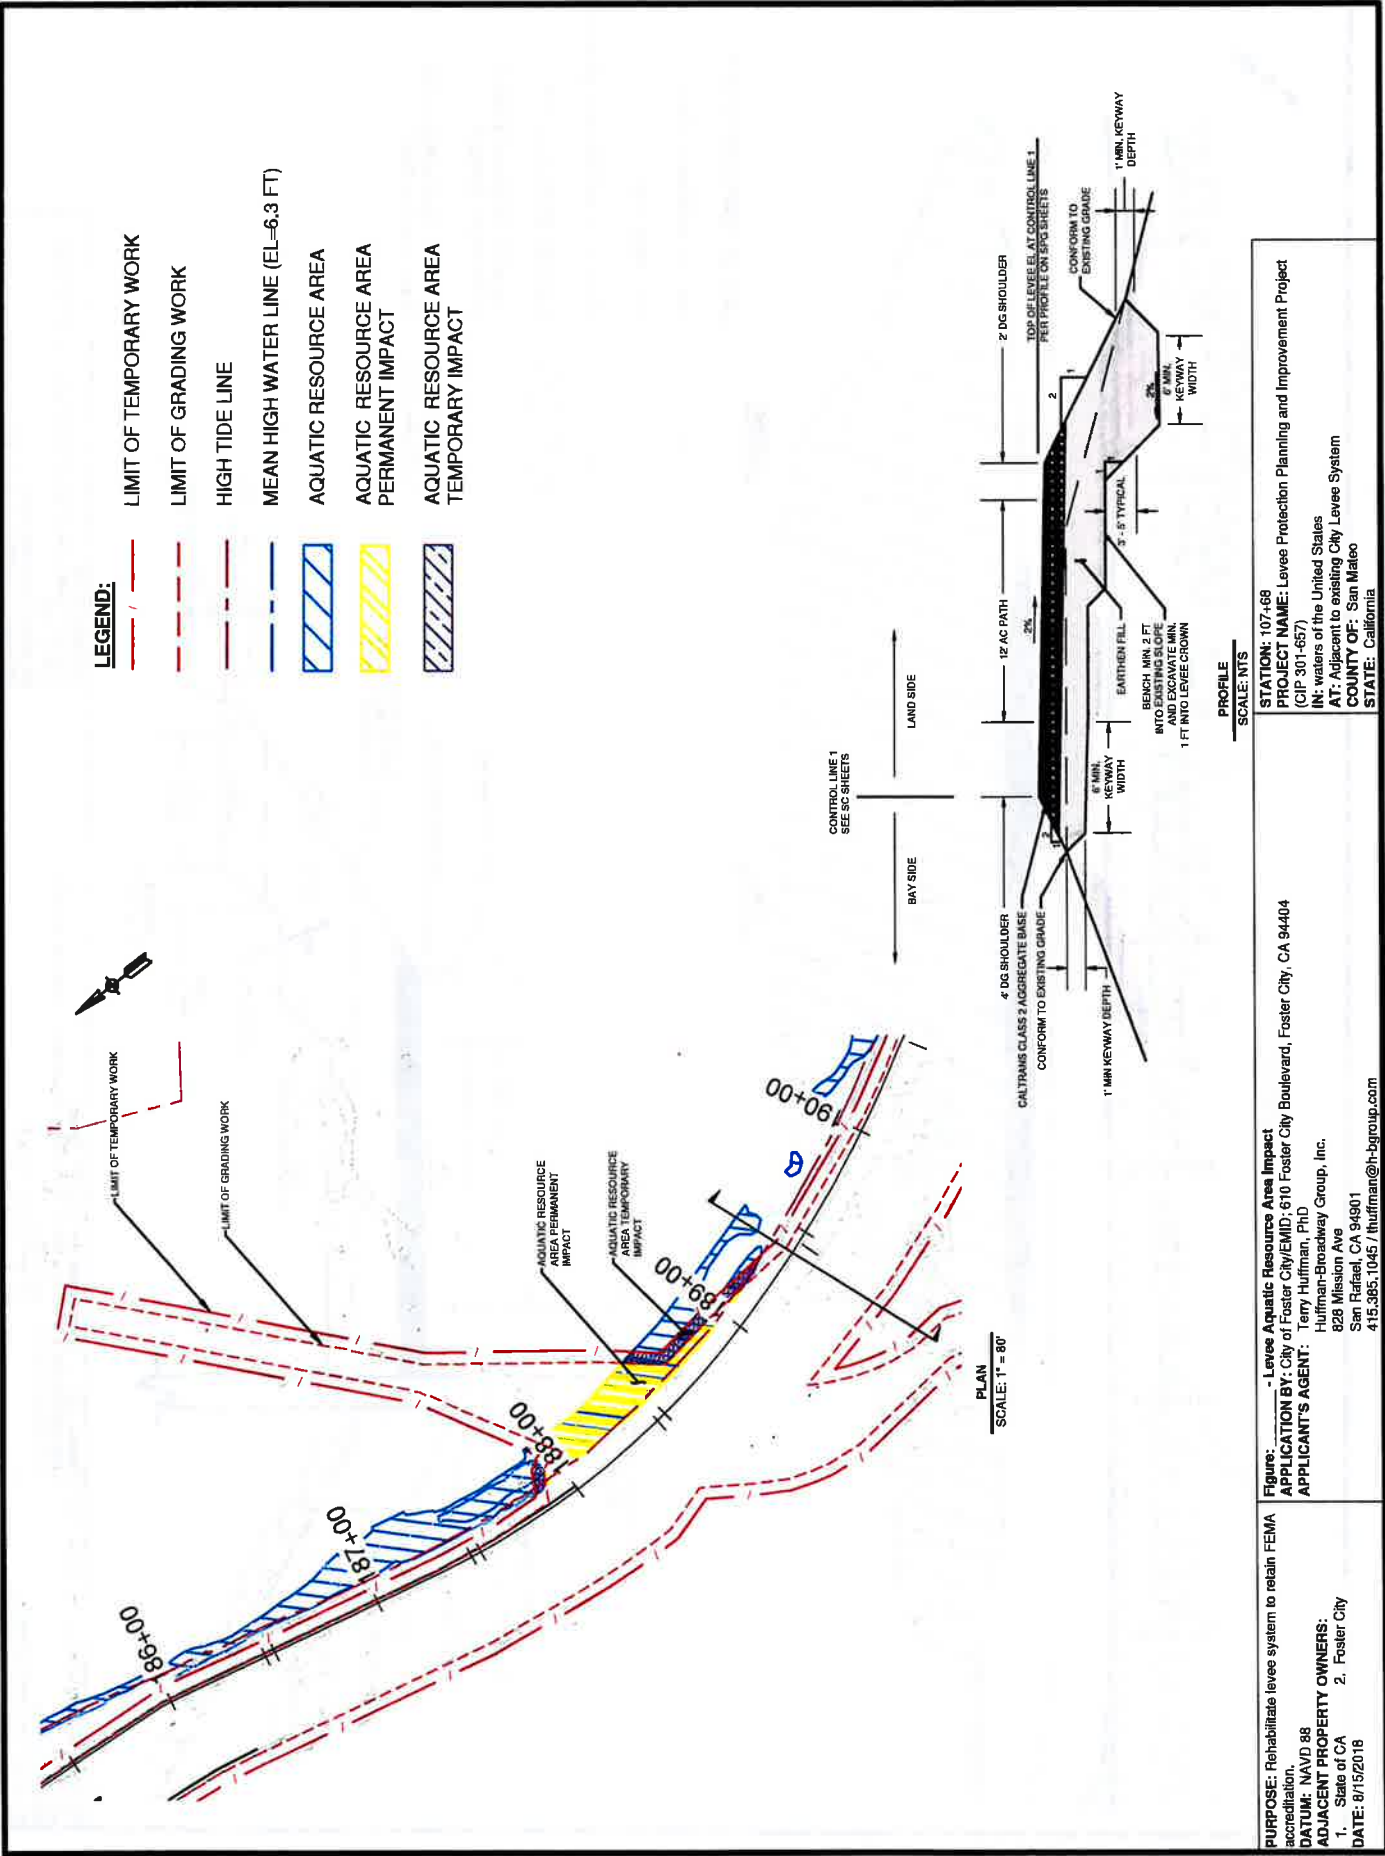 LEGEND:
LIMIT OF TEMPORARY WORK
LIMIT OF GRADING WORK
HIGH TIDE LINE
MEAN HIGH WATER LINE (EL=6.3 FT)
AQUATIC RESOURCE AREA
AQUATIC RESOURCE AREA
PERMANENT IMPACT
AQUATIC RESOURCE AREA
TEMPORARY IMPACT
LIMIT OF TEMPORARY WORK
LIMIT OF GRADING WORK
AQUATIC RESOURCE
AREA PERMANENT
IMPACT
AQUATIC RESOURCE
AREA TEMPORARY
IMPACT
186+00
187+00
188+00
189+00
190+00
PLAN
SCALE: 1" = 80'
CONTROL LINE 1
SEE SC SHEETS
BAY SIDE
LAND SIDE
4' DG SHOULDER
12' AC PATH
2' DG SHOULDER
CALTRANS CLASS 2 AGGREGATE BASE
CONFORM TO EXISTING GRADE
1' MIN KEYWAY DEPTH
2%
TOP OF LEVEE EL AT CONTROL LINE 1
PER PROFILE ON SPG SHEETS
CONFORM TO
EXISTING GRADE
1' MIN. KEYWAY
DEPTH
2
1
2
1
6' MIN.
KEYWAY
WIDTH
EARTHEN FILL
BENCH MIN. 2 FT
INTO EXISTING SLOPE
AND EXCAVATE MIN.
1 FT INTO LEVEE CROWN
3' - 5' TYPICAL
1
2%
6' MIN.
KEYWAY
WIDTH
PROFILE
SCALE: NTS
PURPOSE: Rehabilitate levee system to retain FEMA
accreditation.
DATUM: NAVD 88
ADJACENT PROPERTY OWNERS:
1. State of CA 2. Foster City
DATE: 8/15/2018
Figure: - Levee Aquatic Resource Area Impact
APPLICATION BY: City of Foster City/EMID; 610 Foster City Boulevard, Foster City, CA 94404
APPLICANT'S AGENT: Terry Huffman, PhD
Huffman-Broadway Group, Inc.
828 Mission Ave
San Rafael, CA 94901
415.385.1045 / thuffman@h-bgroup.com
STATION: 107+68
PROJECT NAME: Levee Protection Planning and Improvement Project
(CIP 301-657)
IN: waters of the United States
AT: Adjacent to existing City Levee System
COUNTY OF: San Mateo
STATE: California